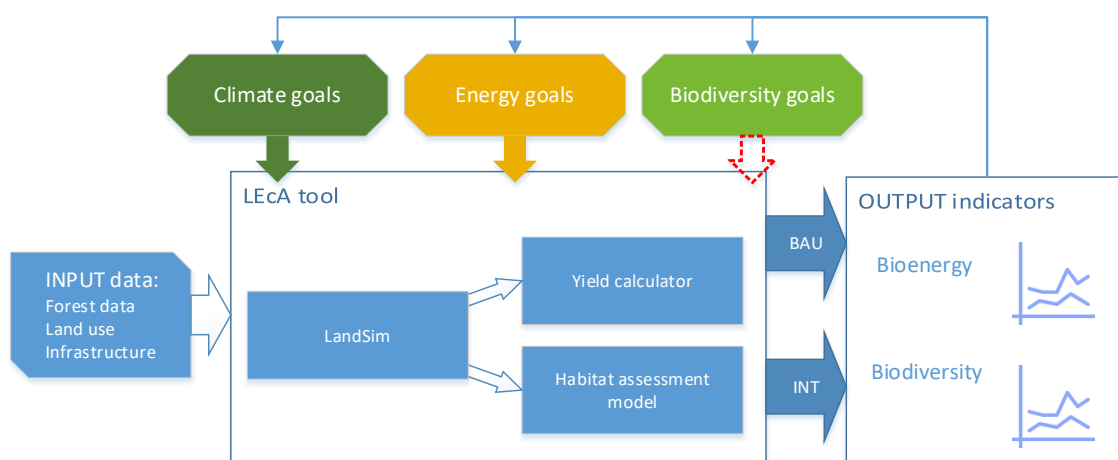 Climate goals
Energy goals
Biodiversity goals
LEcA tool
OUTPUT indicators
BAU
Bioenergy
INPUT data:
Forest data
Land use
Infrastructure
Yield calculator
LandSim
Habitat assessment
model
INT
Biodiversity